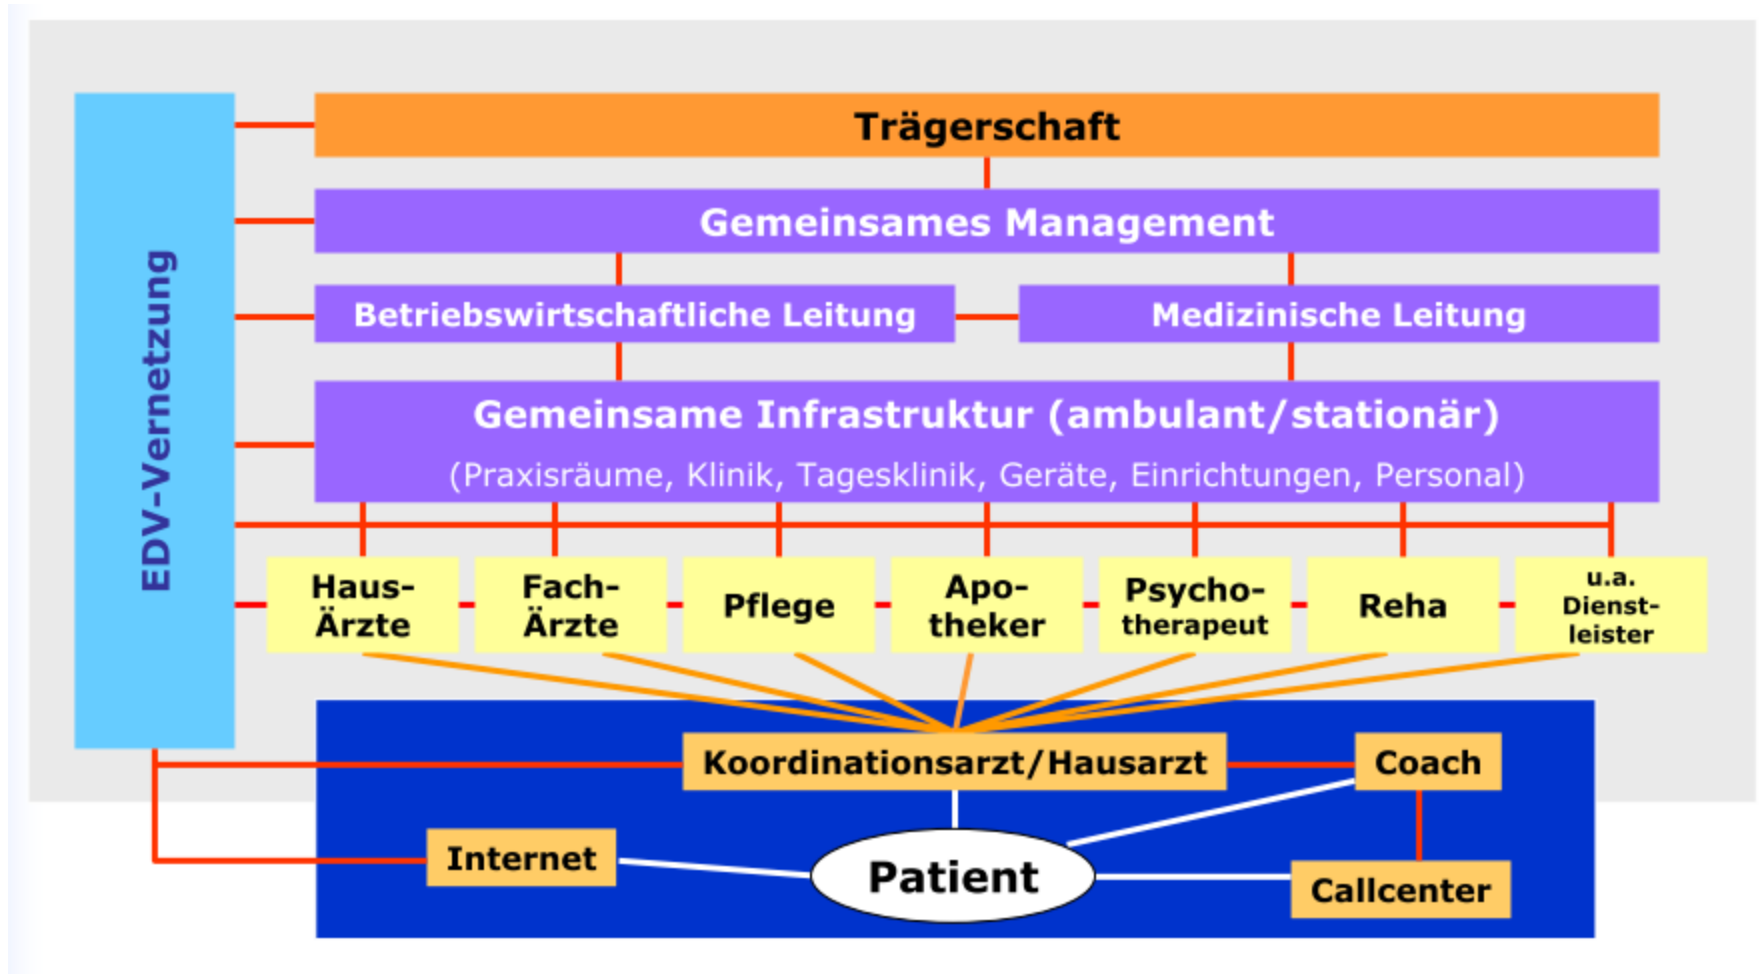 EDV-Vernetzung
Trägerschaft
Gemeinsames Management
Betriebswirtschaftliche Leitung
Medizinische Leitung
Gemeinsame Infrastruktur (ambulant/stationär)
(Praxisräume, Klinik, Tagesklinik, Geräte, Einrichtungen, Personal)
Haus-
Ärzte
Fach-
Ärzte
Pflege
Apo-
theker
Psycho-
therapeut
Reha
u.a.
Dienst-
leister
Koordinationsarzt/Hausarzt
Coach
Internet
Patient
Callcenter